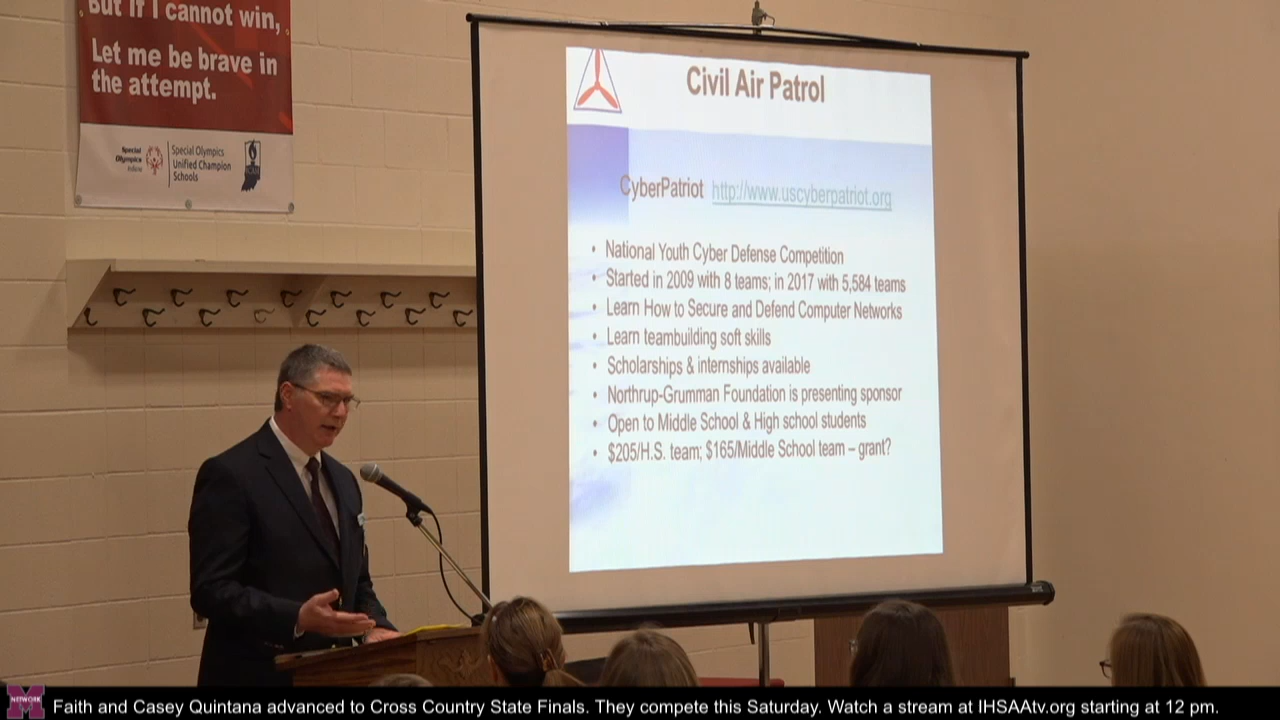 But if I cannot win,
Let me be brave in
the attempt.
Special
Olympics
Indiana
Special Olympics
Unified Champion
Schools
Civil Air Patrol
CyberPatriot http://www.uscyberpatriot.org
• National Youth Cyber Defense Competition
• Started in 2009 with 8 teams; in 2017 with 5,584 teams
• Learn How to Secure and Defend Computer Networks
• Learn teambuilding soft skills
• Scholarships & internships available
• Northrup-Grumman Foundation is presenting sponsor
• Open to Middle School & High school students
• $205/H.S. team; $165/Middle School team – grant?
M
NETWORK
Faith and Casey Quintana advanced to Cross Country State Finals. They compete this Saturday. Watch a stream at IHSAAtv.org starting at 12 pm.